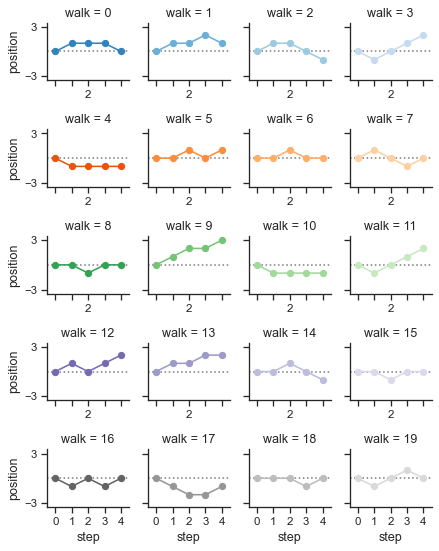 walk = 0 walk = 1 walk = 2 walk = 3
3
position
−3
2 2 2 2
walk = 4 walk = 5 walk = 6 walk = 7
3
position
−3
2 2 2 2
walk = 8 walk = 9 walk = 10 walk = 11
3
position
−3
2 2 2 2
walk = 12 walk = 13 walk = 14 walk = 15
3
position
−3
2 2 2 2
walk = 16 walk = 17 walk = 18 walk = 19
3
position
−3
0 1 2 3 4 0 1 2 3 4 0 1 2 3 4 0 1 2 3 4
step step step step